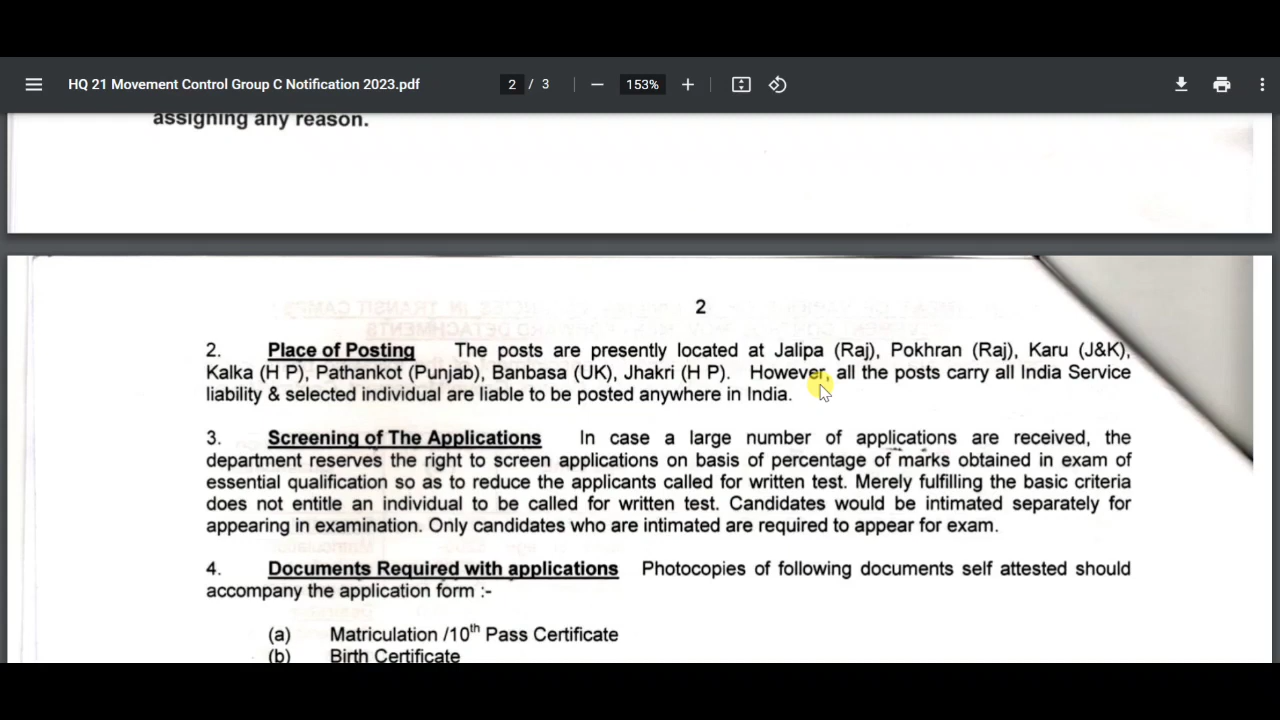 HQ 21 Movement Control Group C Notification 2023.pdf
2 / 3
153%
assigning any reason.
2
2. Place of Posting The posts are presently located at Jalipa (Raj), Pokhran (Raj), Karu (J&K),
Kalka (H P), Pathankot (Punjab), Banbasa (UK), Jhakri (H P). However, all the posts carry all India Service
liability & selected individual are liable to be posted anywhere in India.
3. Screening of The Applications In case a large number of applications are received, the
department reserves the right to screen applications on basis of percentage of marks obtained in exam of
essential qualification so as to reduce the applicants called for written test. Merely fulfilling the basic criteria
does not entitle an individual to be called for written test. Candidates would be intimated separately for
appearing in examination. Only candidates who are intimated are required to appear for exam.
4. Documents Required with applications Photocopies of following documents self attested should
accompany the application form :-
(a) Matriculation /10th Pass Certificate
(b) Birth Certificate